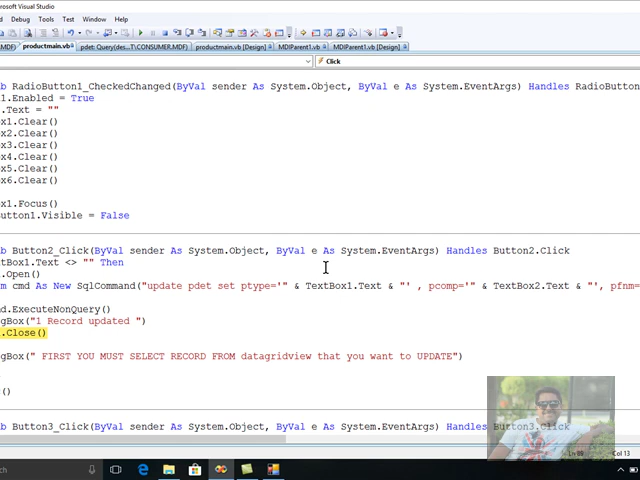 Microsoft Visual Studio
Debug Tools Test Window Help
MDF) productmain.vb pdet: Query(des...T\CONSUMER.MDF) productmain.vb [Design] MDIParent1.vb MDIParent1.vb [Design]
Click
b RadioButton1_CheckedChanged(ByVal sender As System.Object, ByVal e As System.EventArgs) Handles RadioButton
1.Enabled = True
.Text = ""
x1.Clear()
x2.Clear()
x3.Clear()
x4.Clear()
x5.Clear()
x6.Clear()
x1.Focus()
utton1.Visible = False
b Button2_Click(ByVal sender As System.Object, ByVal e As System.EventArgs) Handles Button2.Click
tBox1.Text <> "" Then
.Open()
m cmd As New SqlCommand("update pdet set ptype='" & TextBox1.Text & "' , pcomp='" & TextBox2.Text & "', pfnm=
d.ExecuteNonQuery()
gBox("1 Record updated ")
.Close()
gBox(" FIRST YOU MUST SELECT RECORD FROM datagridview that you want to UPDATE")
()
b Button3_Click(ByVal sender As System.Object, ByVal e As System.EventArgs) Handles Button3.Click
Ln 89 Col 13
ch